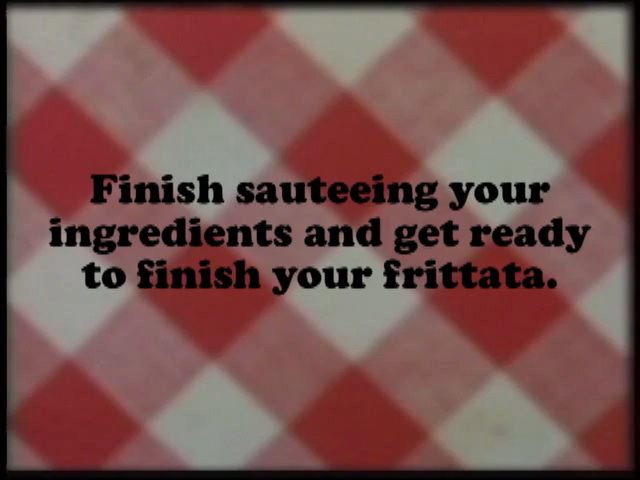 Finish sauteeing your
ingredients and get ready
to finish your frittata.